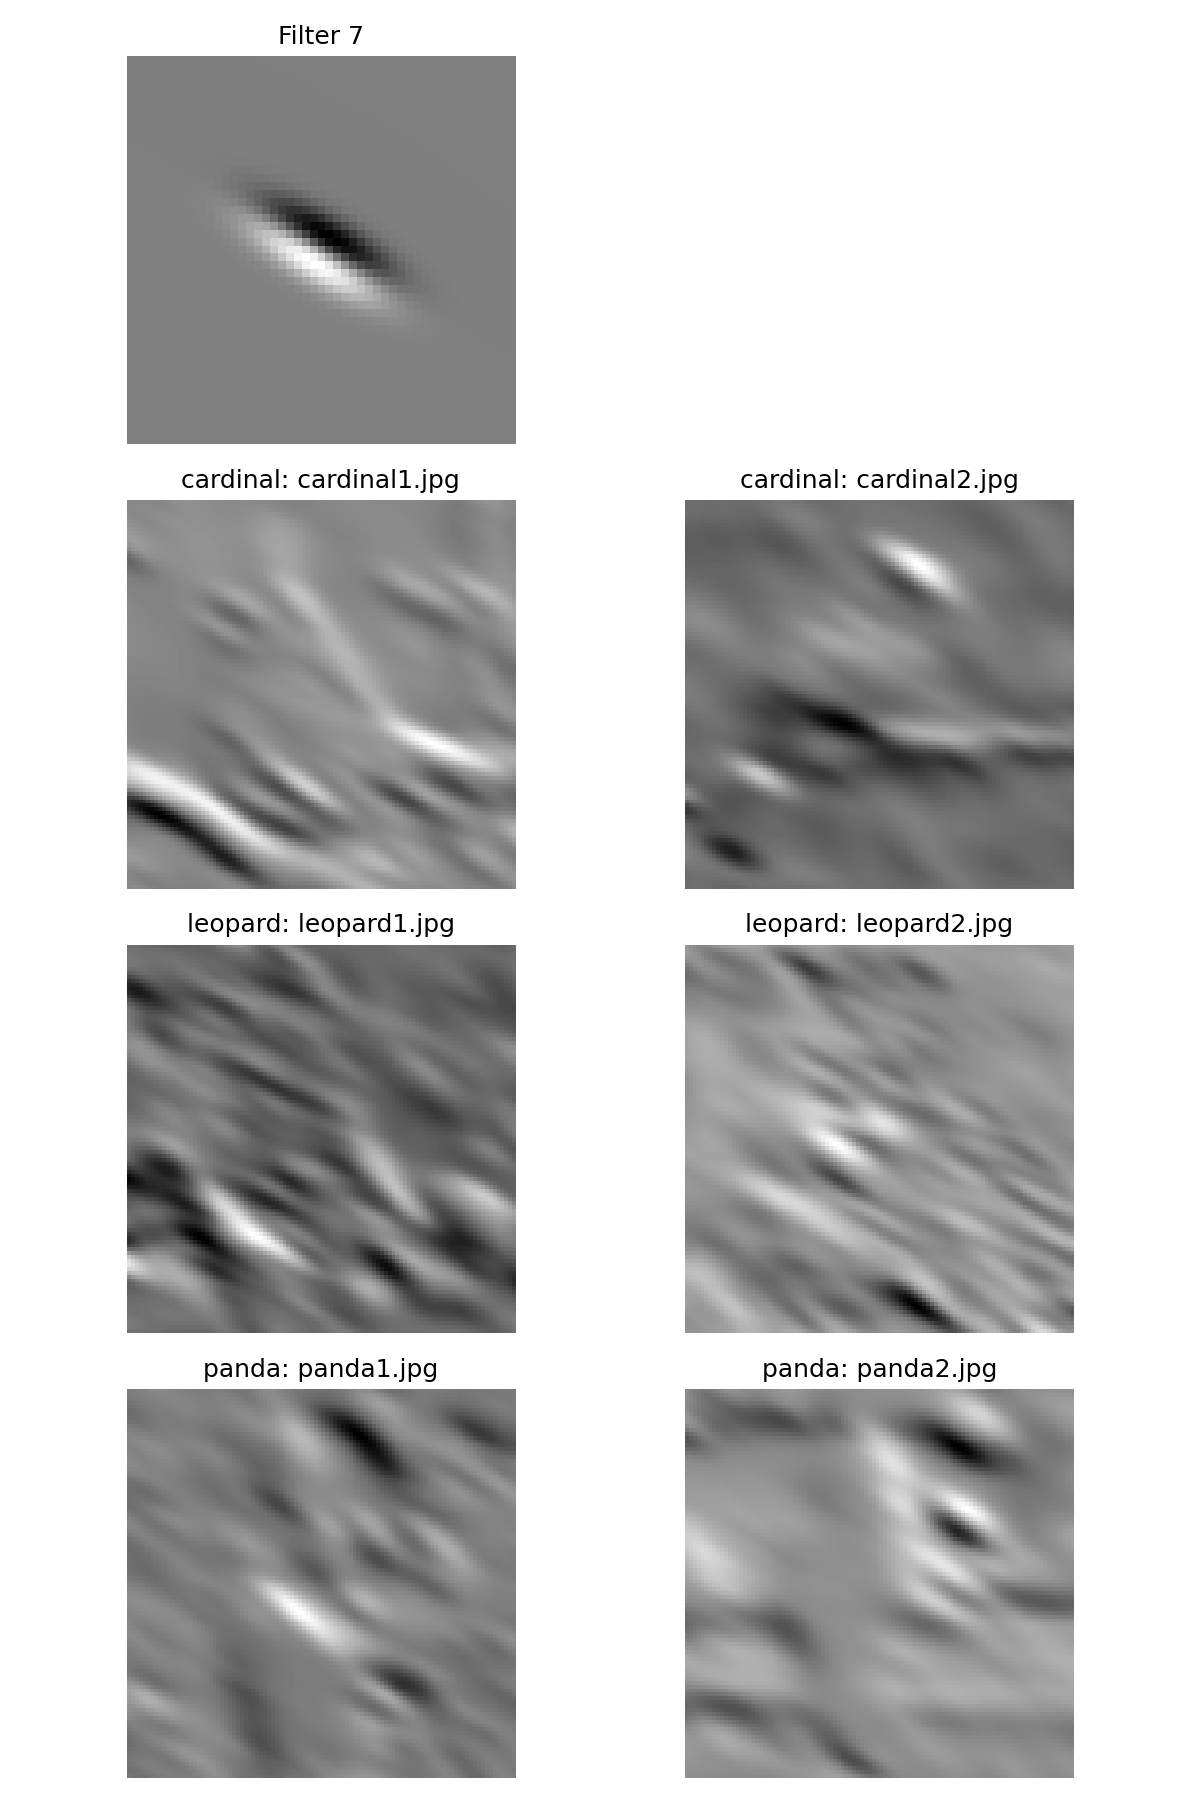 Filter 7
cardinal: cardinal1.jpg
cardinal: cardinal2.jpg
leopard: leopard1.jpg
leopard: leopard2.jpg
panda: panda1.jpg
panda: panda2.jpg